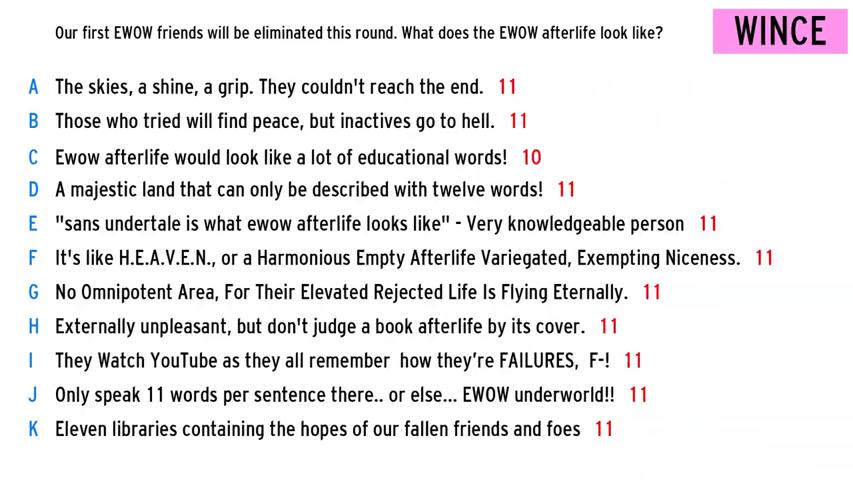 Our first EWOW friends will be eliminated this round. What does the EWOW afterlife look like?
WINCE
A The skies, a shine, a grip. They couldn't reach the end. 11
B Those who tried will find peace, but inactives go to hell. 11
C Ewow afterlife would look like a lot of educational words! 10
D A majestic land that can only be described with twelve words! 11
E "sans undertale is what ewow afterlife looks like" - Very knowledgeable person 11
F It's like H.E.A.V.E.N., or a Harmonious Empty Afterlife Variegated, Exempting Niceness. 11
G No Omnipotent Area, For Their Elevated Rejected Life Is Flying Eternally. 11
H Externally unpleasant, but don't judge a book afterlife by its cover. 11
I They Watch YouTube as they all remember how they're FAILURES, F-! 11
J Only speak 11 words per sentence there.. or else... EWOW underworld!! 11
K Eleven libraries containing the hopes of our fallen friends and foes 11